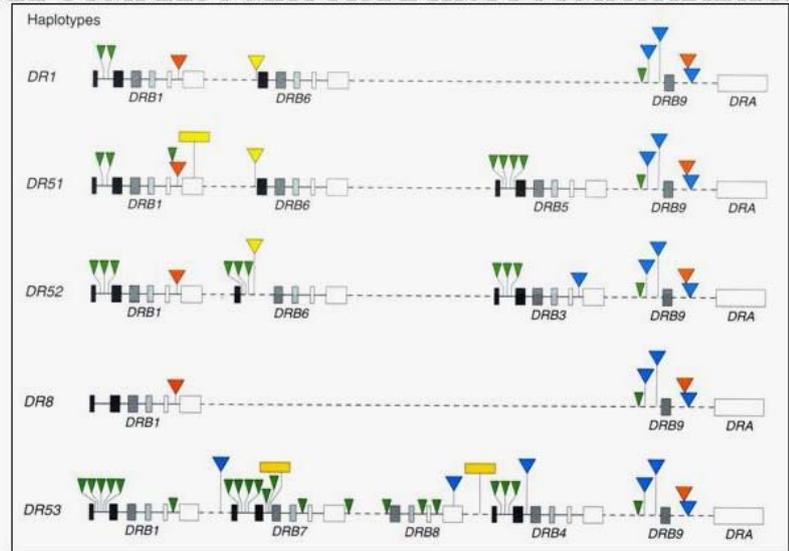 Haplotypes
DR1
DRB1 DRB6 DRB9 DRA
DR51
DRB1 DRB6 DRB5 DRB9 DRA
DR52
DRB1 DRB6 DRB3 DRB9 DRA
DR8
DRB1 DRB9 DRA
DR53
DRB1 DRB7 DRB8 DRB4 DRB9 DRA